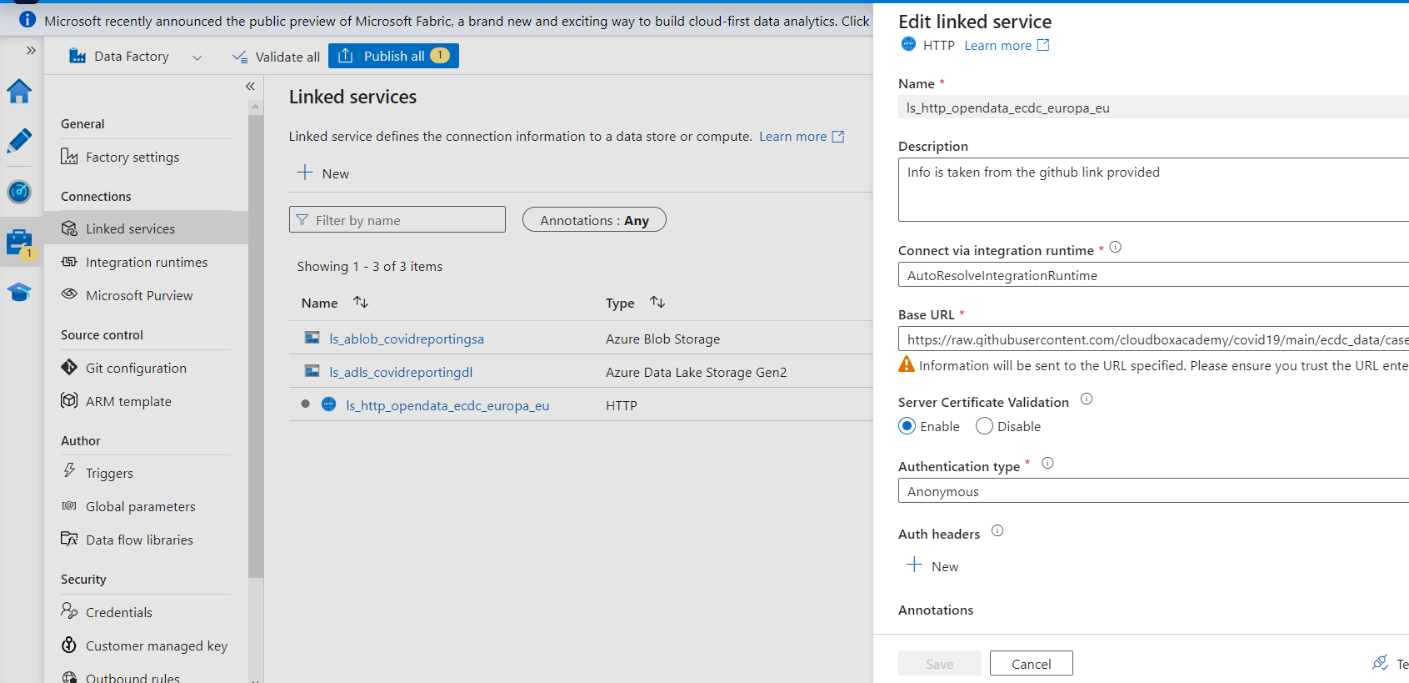 Microsoft recently announced the public preview of Microsoft Fabric, a brand new and exciting way to build cloud-first data analytics. Click
Data Factory
Validate all
Publish all 1
1
General
Factory settings
Connections
Linked services
Integration runtimes
Microsoft Purview
Source control
Git configuration
ARM template
Author
Triggers
Global parameters
Data flow libraries
Security
Credentials
Customer managed key
Outbound rules
Linked services
Linked service defines the connection information to a data store or compute. Learn more
New
Filter by name
Annotations : Any
Showing 1 - 3 of 3 items
Name Type
ls_ablob_covidreportingsa Azure Blob Storage
ls_adls_covidreportingdl Azure Data Lake Storage Gen2
ls_http_opendata_ecdc_europa_eu HTTP
Edit linked service
HTTP Learn more
Name *
ls_http_opendata_ecdc_europa_eu
Description
Info is taken from the github link provided
Connect via integration runtime *
AutoResolveIntegrationRuntime
Base URL *
https://raw.githubusercontent.com/cloudboxacademy/covid19/main/ecdc_data/case
Information will be sent to the URL specified. Please ensure you trust the URL ente
Server Certificate Validation
Enable Disable
Authentication type *
Anonymous
Auth headers
New
Annotations
Save Cancel Te